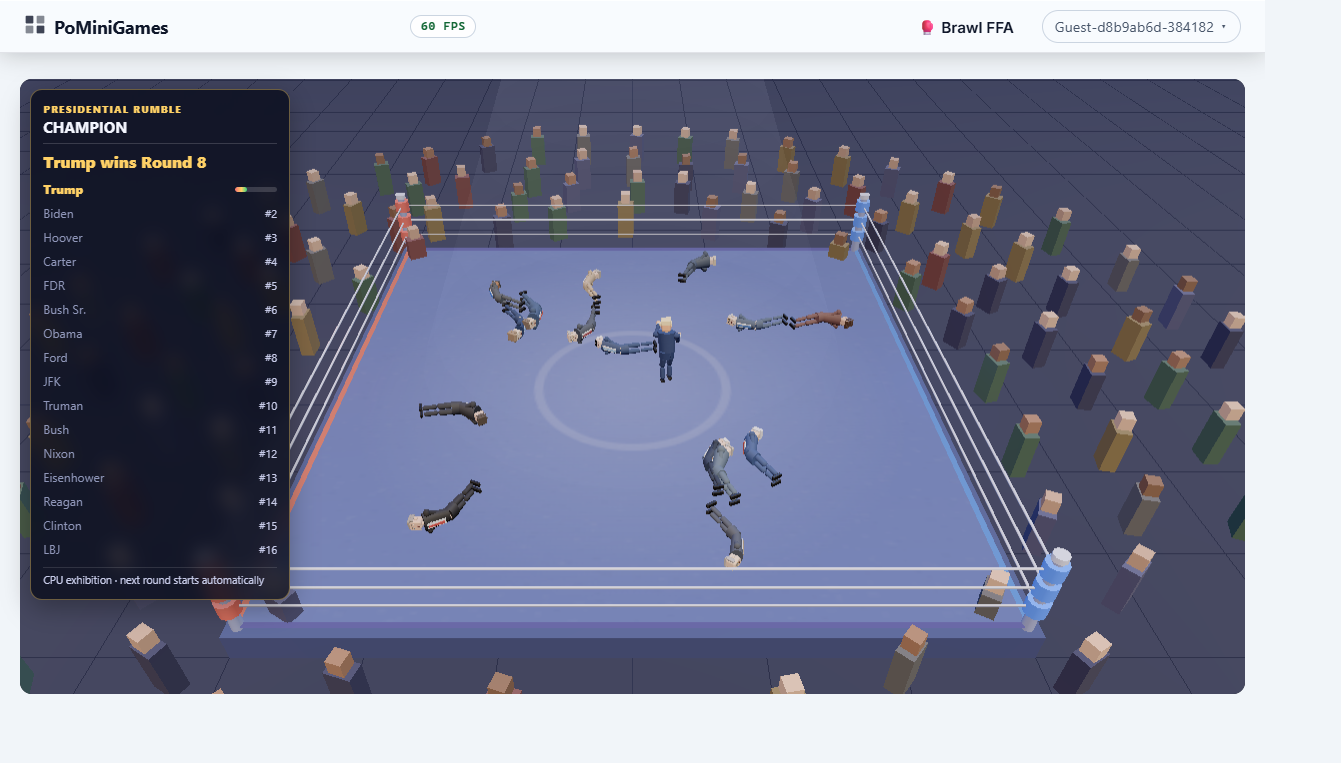 PoMiniGames
60 FPS
Brawl FFA
Guest-d8b9ab6d-384182
PRESIDENTIAL RUMBLE
CHAMPION
Trump wins Round 8
Trump
Biden #2
Hoover #3
Carter #4
FDR #5
Bush Sr. #6
Obama #7
Ford #8
JFK #9
Truman #10
Bush #11
Nixon #12
Eisenhower #13
Reagan #14
Clinton #15
LBJ #16
CPU exhibition · next round starts automatically